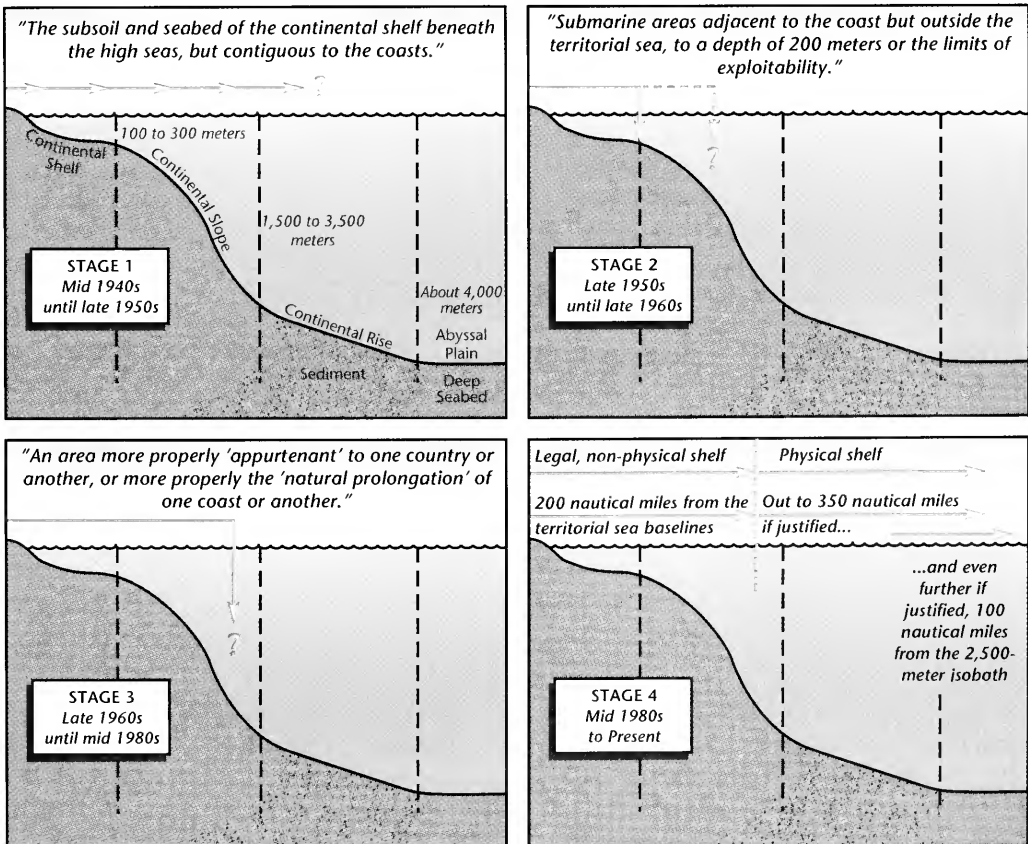 "The subsoil and seabed of the continental shelf beneath
the high seas, but contiguous to the coasts."
?
100 to 300 meters
Continental
Shelf
Continental Slope
1,500 to 3,500
meters
STAGE 1
Mid 1940s
until late 1950s
About 4,000
meters
Continental Rise
Abyssal
Plain
Sediment
Deep
Seabed
"Submarine areas adjacent to the coast but outside the
territorial sea, to a depth of 200 meters or the limits of
exploitability."
?
STAGE 2
Late 1950s
until late 1960s
"An area more properly 'appurtenant' to one country or
another, or more properly the 'natural prolongation' of
one coast or another."
?
STAGE 3
Late 1960s
until mid 1980s
Legal, non-physical shelf
Physical shelf
200 nautical miles from the
territorial sea baselines
Out to 350 nautical miles
if justified...
...and even
further if
justified, 100
nautical miles
from the 2,500-
meter isobath
STAGE 4
Mid 1980s
to Present